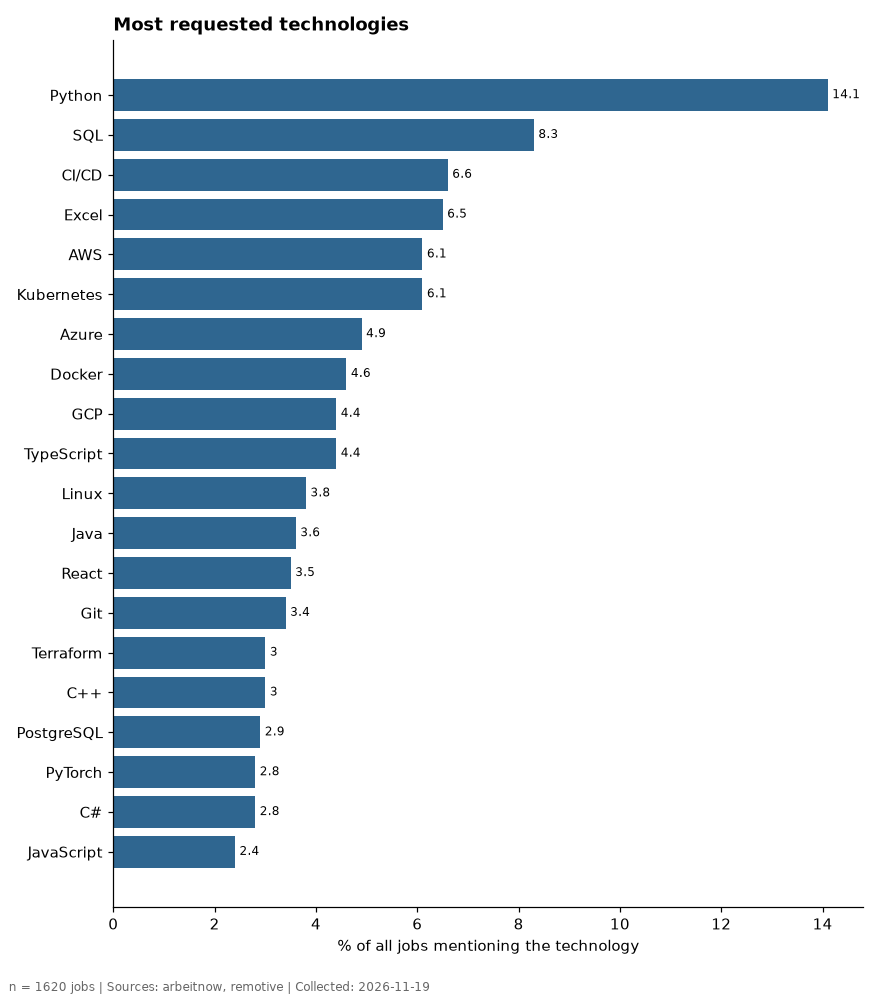 Most requested technologies
Python 14.1
SQL 8.3
CI/CD 6.6
Excel 6.5
AWS 6.1
Kubernetes 6.1
Azure 4.9
Docker 4.6
GCP 4.4
TypeScript 4.4
Linux 3.8
Java 3.6
React 3.5
Git 3.4
Terraform 3
C++ 3
PostgreSQL 2.9
PyTorch 2.8
C# 2.8
JavaScript 2.4
0 2 4 6 8 10 12 14
% of all jobs mentioning the technology
n = 1620 jobs | Sources: arbeitnow, remotive | Collected: 2026-11-19